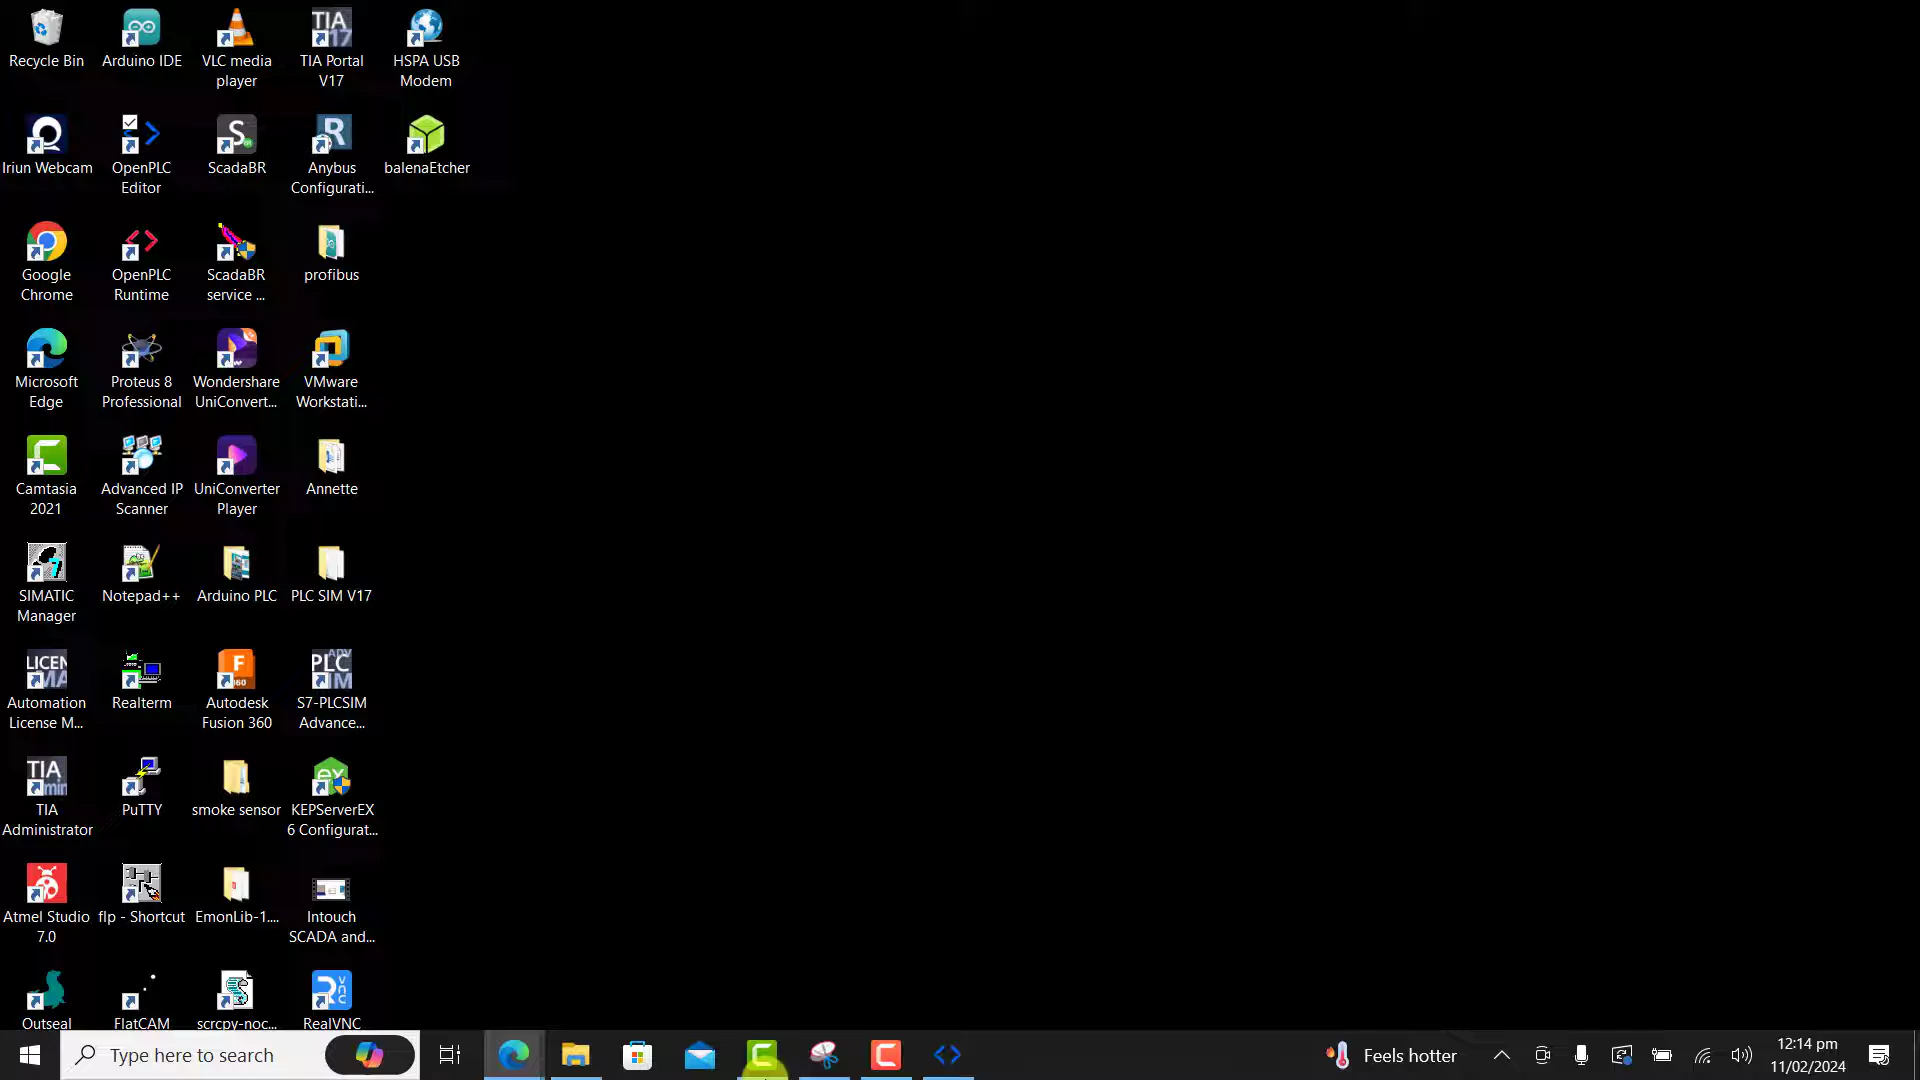 Recycle Bin
Arduino IDE
VLC media
player
TIA Portal
V17
HSPA USB
Modem
Iriun Webcam
OpenPLC
Editor
ScadaBR
Anybus
Configurati...
balenaEtcher
Google
Chrome
OpenPLC
Runtime
ScadaBR
service ...
profibus
Microsoft
Edge
Proteus 8
Professional
Wondershare
UniConvert...
VMware
Workstati...
Camtasia
2021
Advanced IP
Scanner
UniConverter
Player
Annette
SIMATIC
Manager
Notepad++
Arduino PLC
PLC SIM V17
Automation
License M...
Realterm
Autodesk
Fusion 360
S7-PLCSIM
Advance...
TIA
Administrator
PuTTY
smoke sensor
KEPServerEX
6 Configurat...
Atmel Studio
7.0
flp - Shortcut
EmonLib-1....
Intouch
SCADA and...
Outseal
FlatCAM
scrcpy-noc...
RealVNC
Type here to search
Feels hotter
12:14 pm
11/02/2024